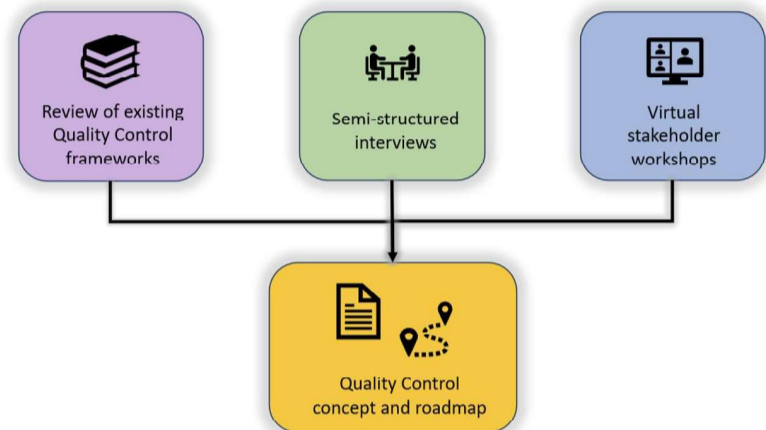 Review of existing
Quality Control
frameworks
Semi-structured
interviews
Virtual
stakeholder
workshops
Quality Control
concept and roadmap